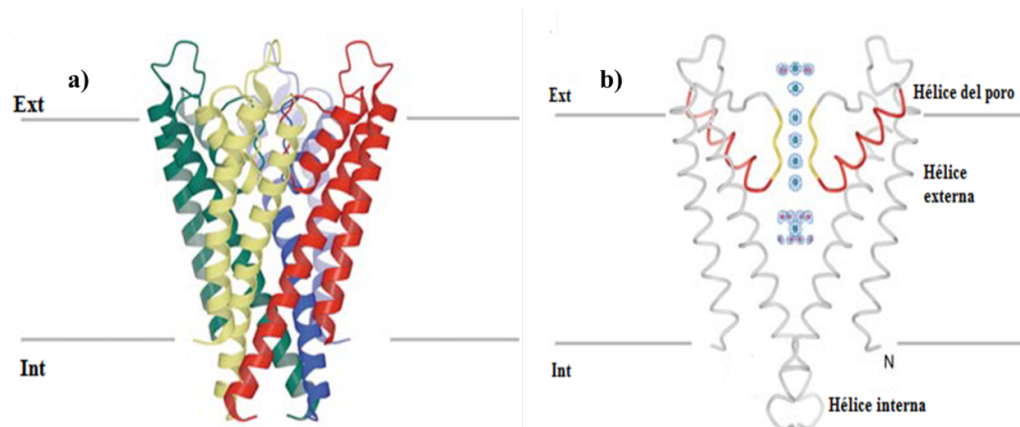 a)
Ext
Int
b)
Ext
Hélice del poro
Hélice
externa
N
Int
Hélice interna